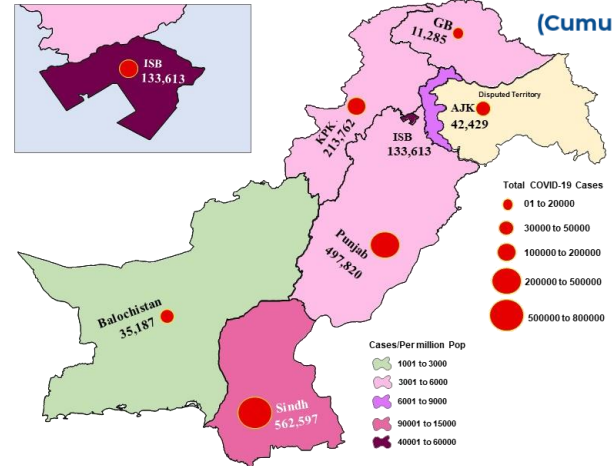 (Cumu
ISB
133,613
GB
11,285
Disputed Territory
AJK
42,429
KPK
213,762
ISB
133,613
Punjab
497,820
Balochistan
35,187
Sindh
562,597
Total COVID-19 Cases
01 to 20000
30000 to 50000
100000 to 200000
200000 to 500000
500000 to 800000
Cases/Per million Pop
1001 to 3000
3001 to 6000
6001 to 9000
90001 to 15000
40001 to 60000